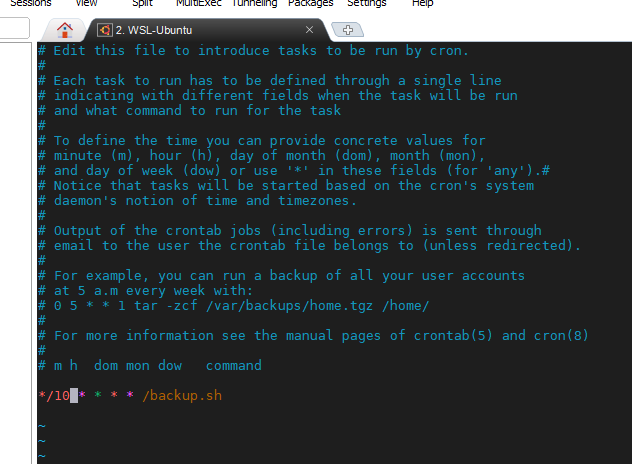 Sessions View Split MultiExec Tunneling Packages Settings Help
2. WSL-Ubuntu
# Edit this file to introduce tasks to be run by cron.
#
# Each task to run has to be defined through a single line
# indicating with different fields when the task will be run
# and what command to run for the task
#
# To define the time you can provide concrete values for
# minute (m), hour (h), day of month (dom), month (mon),
# and day of week (dow) or use '*' in these fields (for 'any').#
# Notice that tasks will be started based on the cron's system
# daemon's notion of time and timezones.
#
# Output of the crontab jobs (including errors) is sent through
# email to the user the crontab file belongs to (unless redirected).
#
# For example, you can run a backup of all your user accounts
# at 5 a.m every week with:
# 0 5 * * 1 tar -zcf /var/backups/home.tgz /home/
#
# For more information see the manual pages of crontab(5) and cron(8)
#
# m h  dom mon dow   command
*/10 * * * * /backup.sh
~
~
~